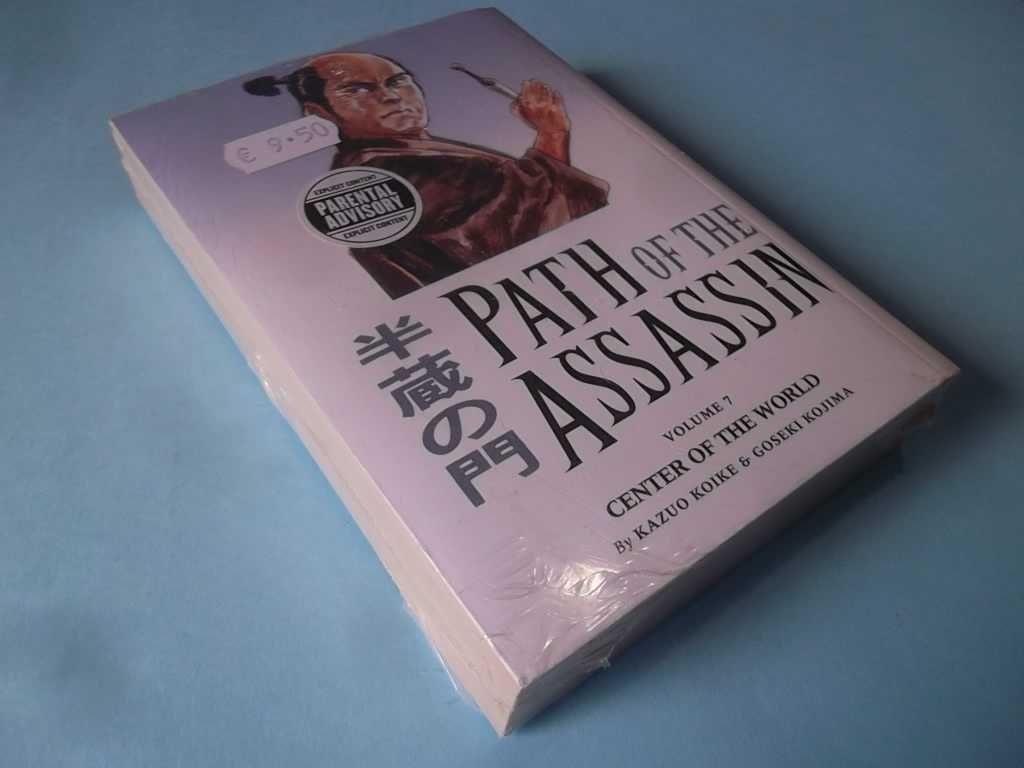 € 9.50
EXPLICIT CONTENT
PARENTAL
ADVISORY
EXPLICIT CONTENT
PATH OF THE
ASSASSIN
半蔵の門
VOLUME 7
CENTER OF THE WORLD
By KAZUO KOIKE & GOSEKI KOJIMA